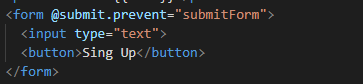 <form @submit.prevent="submitForm">
<input type="text">
<button>Sing Up</button>
</form>